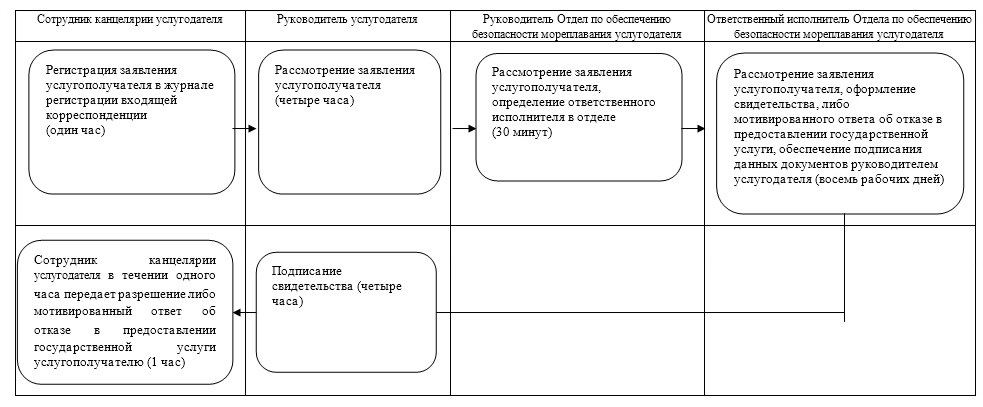 Сотрудник канцелярии услугодателя
Руководитель услугодателя
Руководитель Отдел по обеспечению
безопасности мореплавания услугодателя
Ответственный исполнитель Отдела по обеспечению
безопасности мореплавания услугодателя
Регистрация заявления
услугополучателя в журнале
регистрации входящей
корреспонденции
(один час)
Рассмотрение заявления
услугополучателя
(четыре часа)
Рассмотрение заявления
услугополучателя,
определение ответственного
исполнителя в отделе
(30 минут)
Рассмотрение заявления
услугополучателя, оформление
свидетельства, либо
мотивированного ответа об отказе в
предоставлении государственной
услуги, обеспечение подписания
данных документов руководителем
услугодателя (восемь рабочих дней)
Сотрудник канцелярии
услугодателя в течении одного
часа передает разрешение либо
мотивированный ответ об
отказе в предоставлении
государственной услуги
услугополучателю (1 час)
Подписание
свидетельства (четыре
часа)